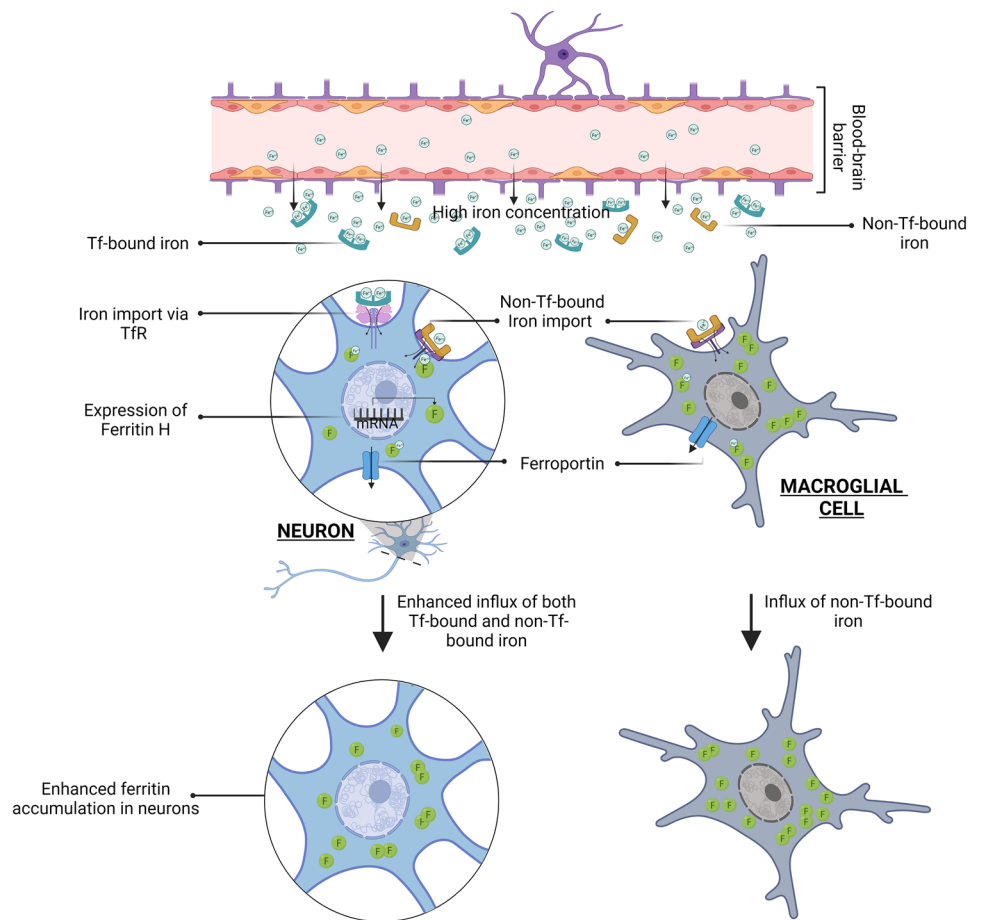 Blood-brain
barrier
High iron concentration
Tf-bound iron
Non-Tf-bound
iron
Iron import via
TfR
Non-Tf-bound
Iron import
Expression of
Ferritin H
mRNA
F
Ferroportin
MACROGLIAL
CELL
NEURON
Enhanced influx of both
Tf-bound and non-Tf-
bound iron
Influx of non-Tf-bound
iron
Enhanced ferritin
accumulation in neurons